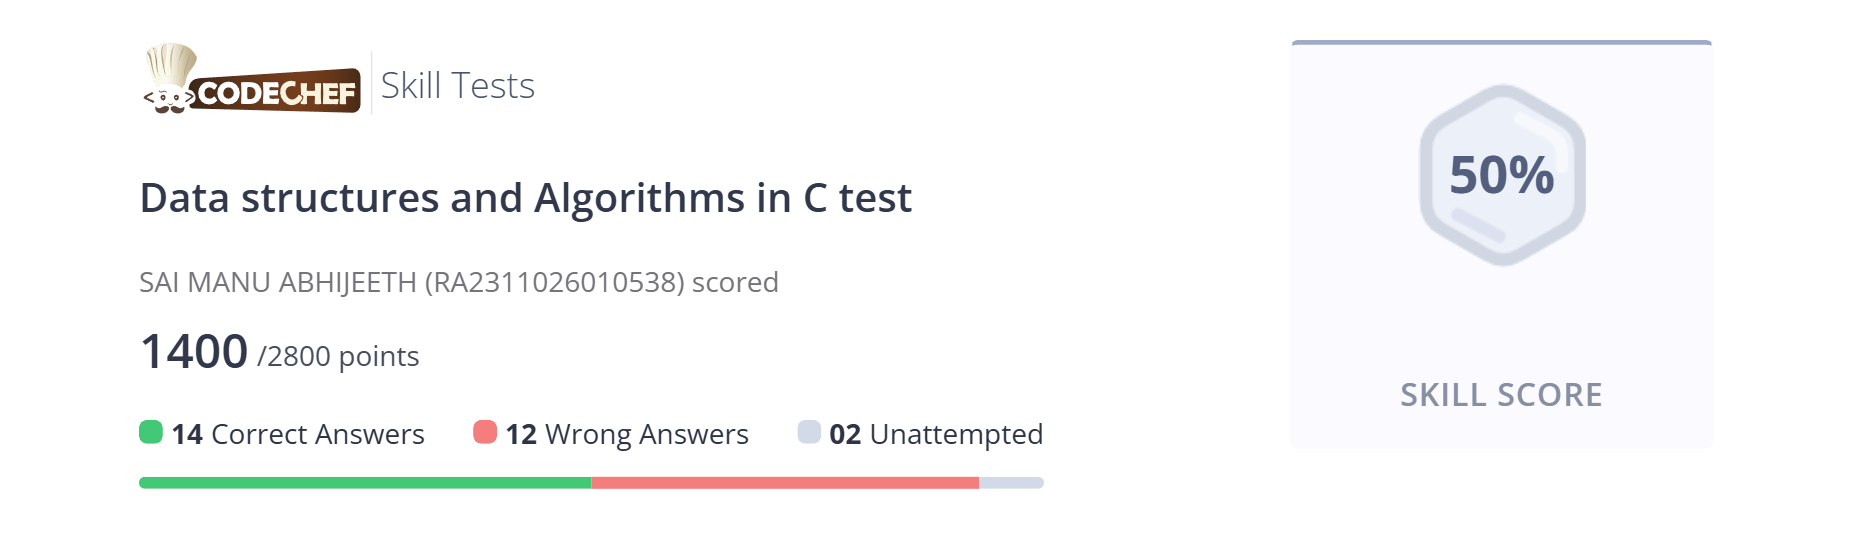 CODECHEF Skill Tests
Data structures and Algorithms in C test
SAI MANU ABHIJEETH (RA2311026010538) scored
1400 /2800 points
14 Correct Answers 12 Wrong Answers 02 Unattempted
50%
SKILL SCORE